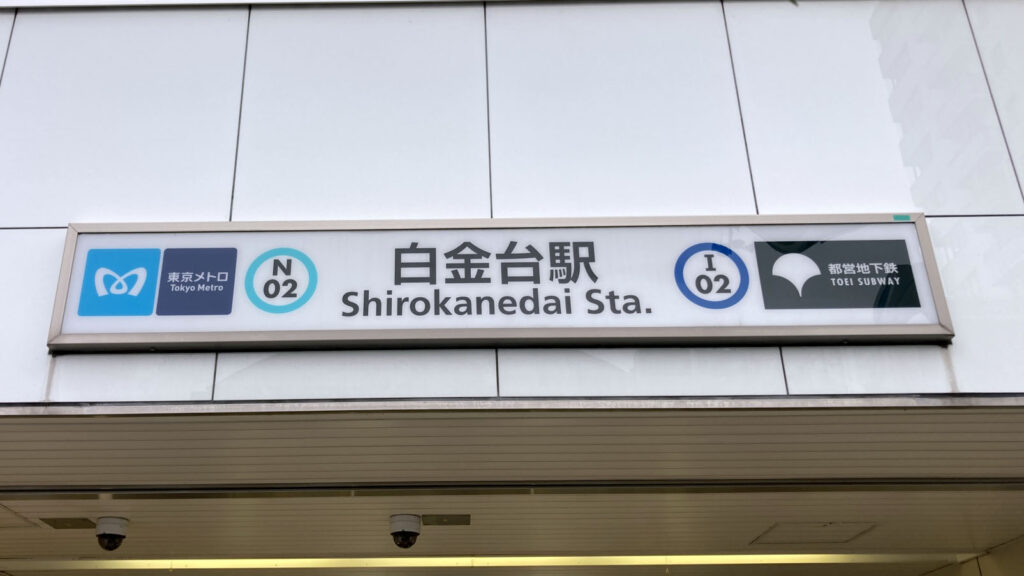 東京メトロ
Tokyo Metro
N
02
白金台駅
Shirokanedai Sta.
I
02
都営地下鉄
TOEI SUBWAY